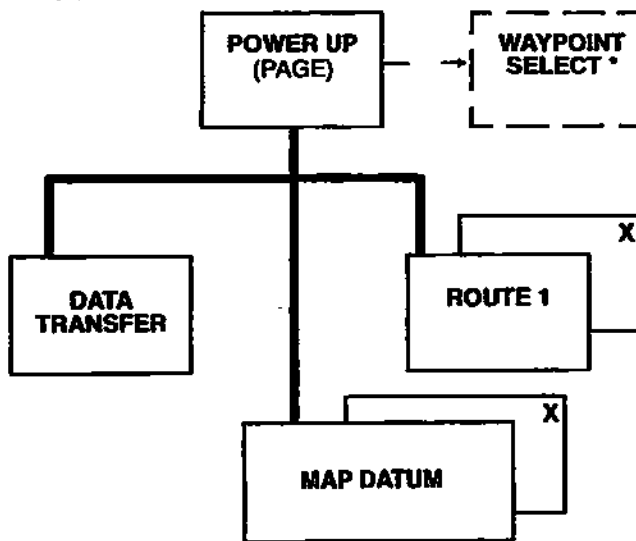 POWER UP
(PAGE)
WAYPOINT
SELECT *
X
DATA
TRANSFER
ROUTE 1
X
MAP DATUM